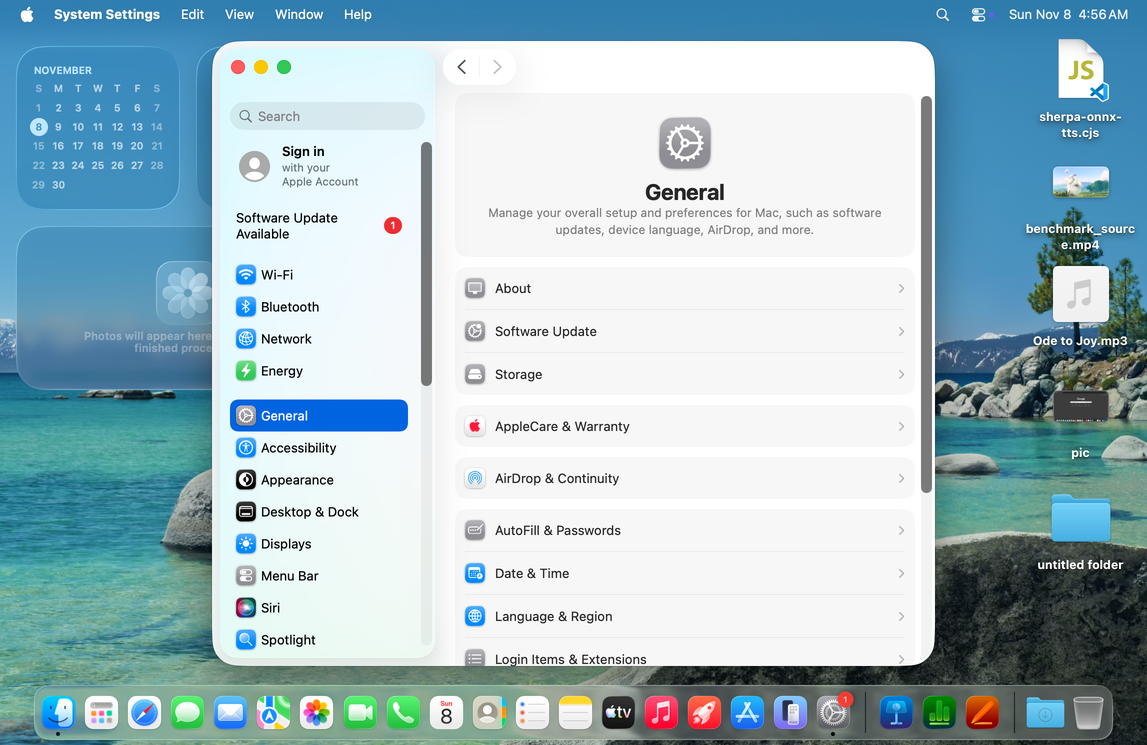 System Settings Edit View Window Help
Sun Nov 8 4:56 AM
NOVEMBER
S M T W T F S
1 2 3 4 5 6 7
8 9 10 11 12 13 14
15 16 17 18 19 20 21
22 23 24 25 26 27 28
29 30
Photos will appear here
finished proce
Search
Sign in
with your
Apple Account
Software Update
Available
1
Wi-Fi
Bluetooth
Network
Energy
General
Accessibility
Appearance
Desktop & Dock
Displays
Menu Bar
Siri
Spotlight
General
Manage your overall setup and preferences for Mac, such as software
updates, device language, AirDrop, and more.
About
Software Update
Storage
AppleCare & Warranty
AirDrop & Continuity
AutoFill & Passwords
Date & Time
Language & Region
Login Items & Extensions
JS
sherpa-onnx-
tts.cjs
benchmark_sourc
e.mp4
Ode to Joy.mp3
pic
untitled folder
Sun
8
tv
1